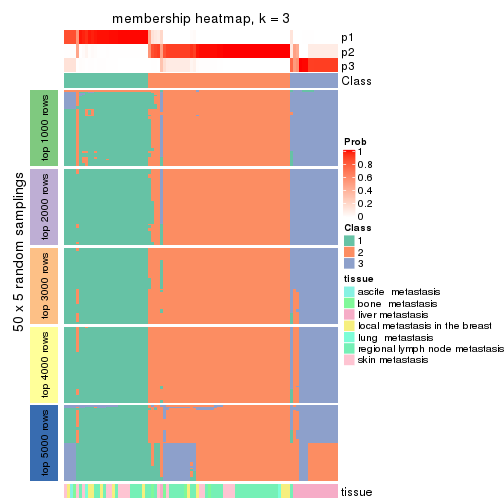 membership heatmap, k = 3
p1
p2
p3
Class
50 x 5 random samplings
top 1000 rows
top 2000 rows
top 3000 rows
top 4000 rows
top 5000 rows
tissue
Prob
1
0.8
0.6
0.4
0.2
0
Class
1
2
3
tissue
ascite metastasis
bone metastasis
liver metastasis
local metastasis in the breast
lung metastasis
regional lymph node metastasis
skin metastasis